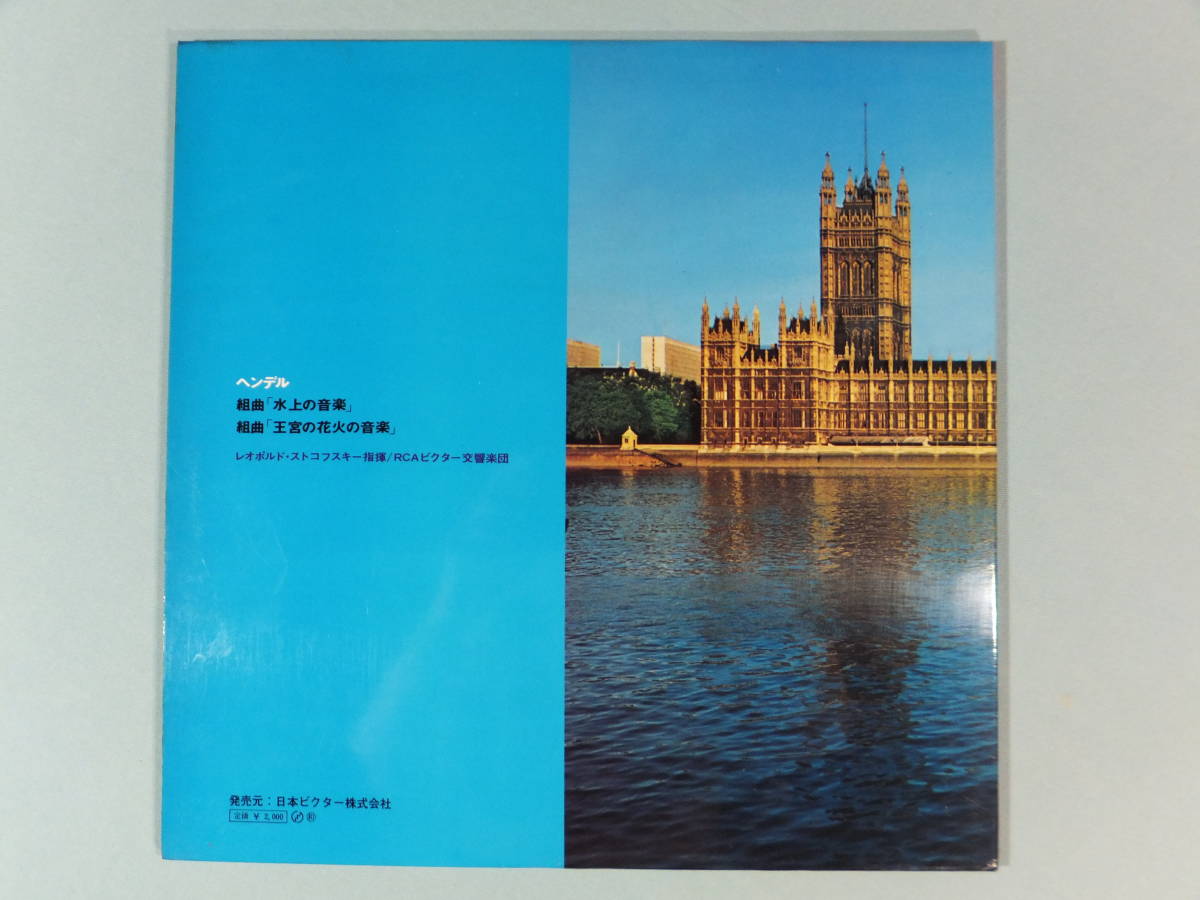 ヘンデル
組曲「水上の音楽」
組曲「王宮の花火の音楽」
レオポルド・ストコフスキー指揮/RCAビクター交響楽団
発売元：日本ビクター株式会社
定価 ¥ 2,000